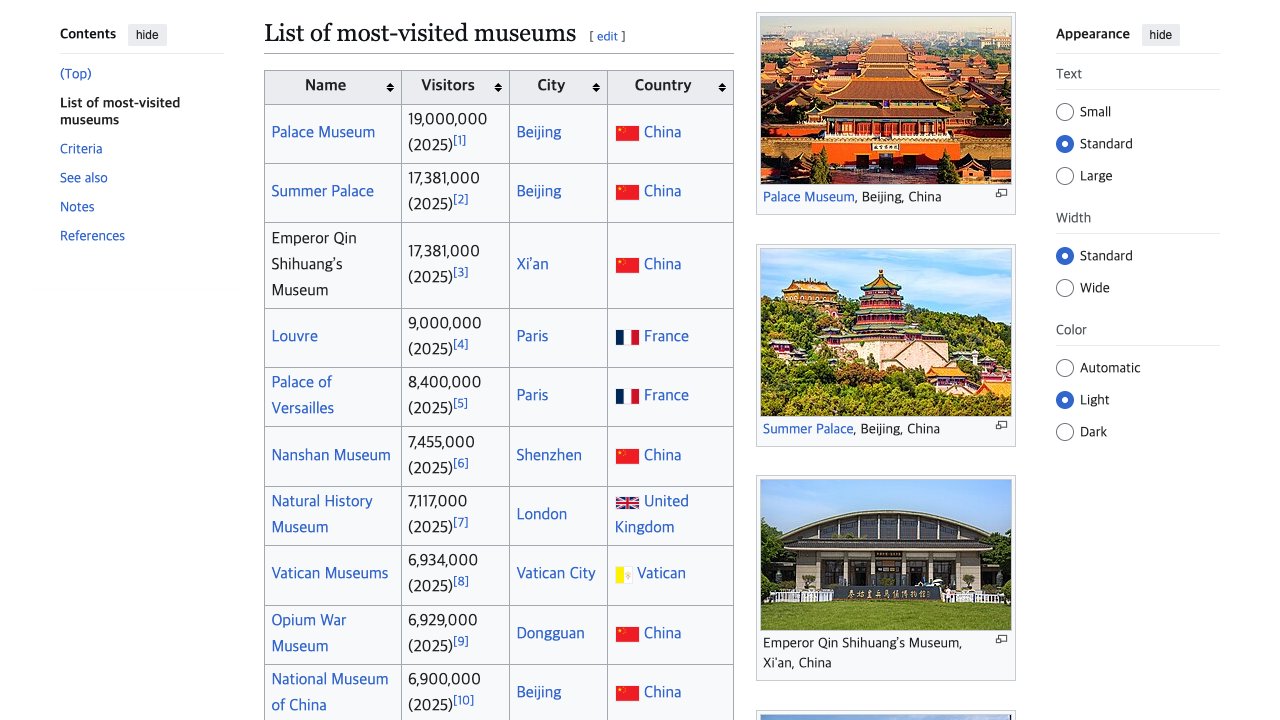 Contents hide
(Top)
List of most-visited
museums
Criteria
See also
Notes
References
List of most-visited museums [ edit ]
Name Visitors City Country
Palace Museum 19,000,000 (2025)[1] Beijing China
Summer Palace 17,381,000 (2025)[2] Beijing China
Emperor Qin Shihuang's Museum 17,381,000 (2025)[3] Xi'an China
Louvre 9,000,000 (2025)[4] Paris France
Palace of Versailles 8,400,000 (2025)[5] Paris France
Nanshan Museum 7,455,000 (2025)[6] Shenzhen China
Natural History Museum 7,117,000 (2025)[7] London United Kingdom
Vatican Museums 6,934,000 (2025)[8] Vatican City Vatican
Opium War Museum 6,929,000 (2025)[9] Dongguan China
National Museum of China 6,900,000 (2025)[10] Beijing China
Palace Museum, Beijing, China
Summer Palace, Beijing, China
Emperor Qin Shihuang's Museum,
Xi'an, China
Appearance hide
Text
Small
Standard
Large
Width
Standard
Wide
Color
Automatic
Light
Dark